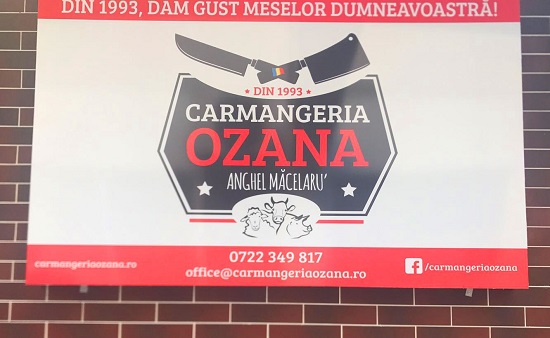 DIN 1993, DAM GUST MESELOR DUMNEAVOASTRĂ!
DIN 1993
CARMANGERIA
OZANA
ANGHEL MĂCELARU'
carmangeriaozana.ro
0722 349 817
office@carmangeriaozana.ro
f /carmangeriaozana